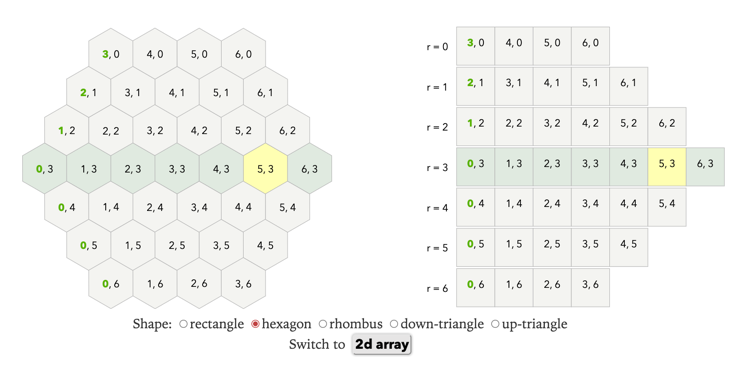 3, 0 4, 0 5, 0 6, 0
2, 1 3, 1 4, 1 5, 1 6, 1
1, 2 2, 2 3, 2 4, 2 5, 2 6, 2
0, 3 1, 3 2, 3 3, 3 4, 3 5, 3 6, 3
0, 4 1, 4 2, 4 3, 4 4, 4 5, 4
0, 5 1, 5 2, 5 3, 5 4, 5
0, 6 1, 6 2, 6 3, 6
r = 0 3, 0 4, 0 5, 0 6, 0
r = 1 2, 1 3, 1 4, 1 5, 1 6, 1
r = 2 1, 2 2, 2 3, 2 4, 2 5, 2 6, 2
r = 3 0, 3 1, 3 2, 3 3, 3 4, 3 5, 3 6, 3
r = 4 0, 4 1, 4 2, 4 3, 4 4, 4 5, 4
r = 5 0, 5 1, 5 2, 5 3, 5 4, 5
r = 6 0, 6 1, 6 2, 6 3, 6
Shape: rectangle hexagon rhombus down-triangle up-triangle
Switch to 2d array